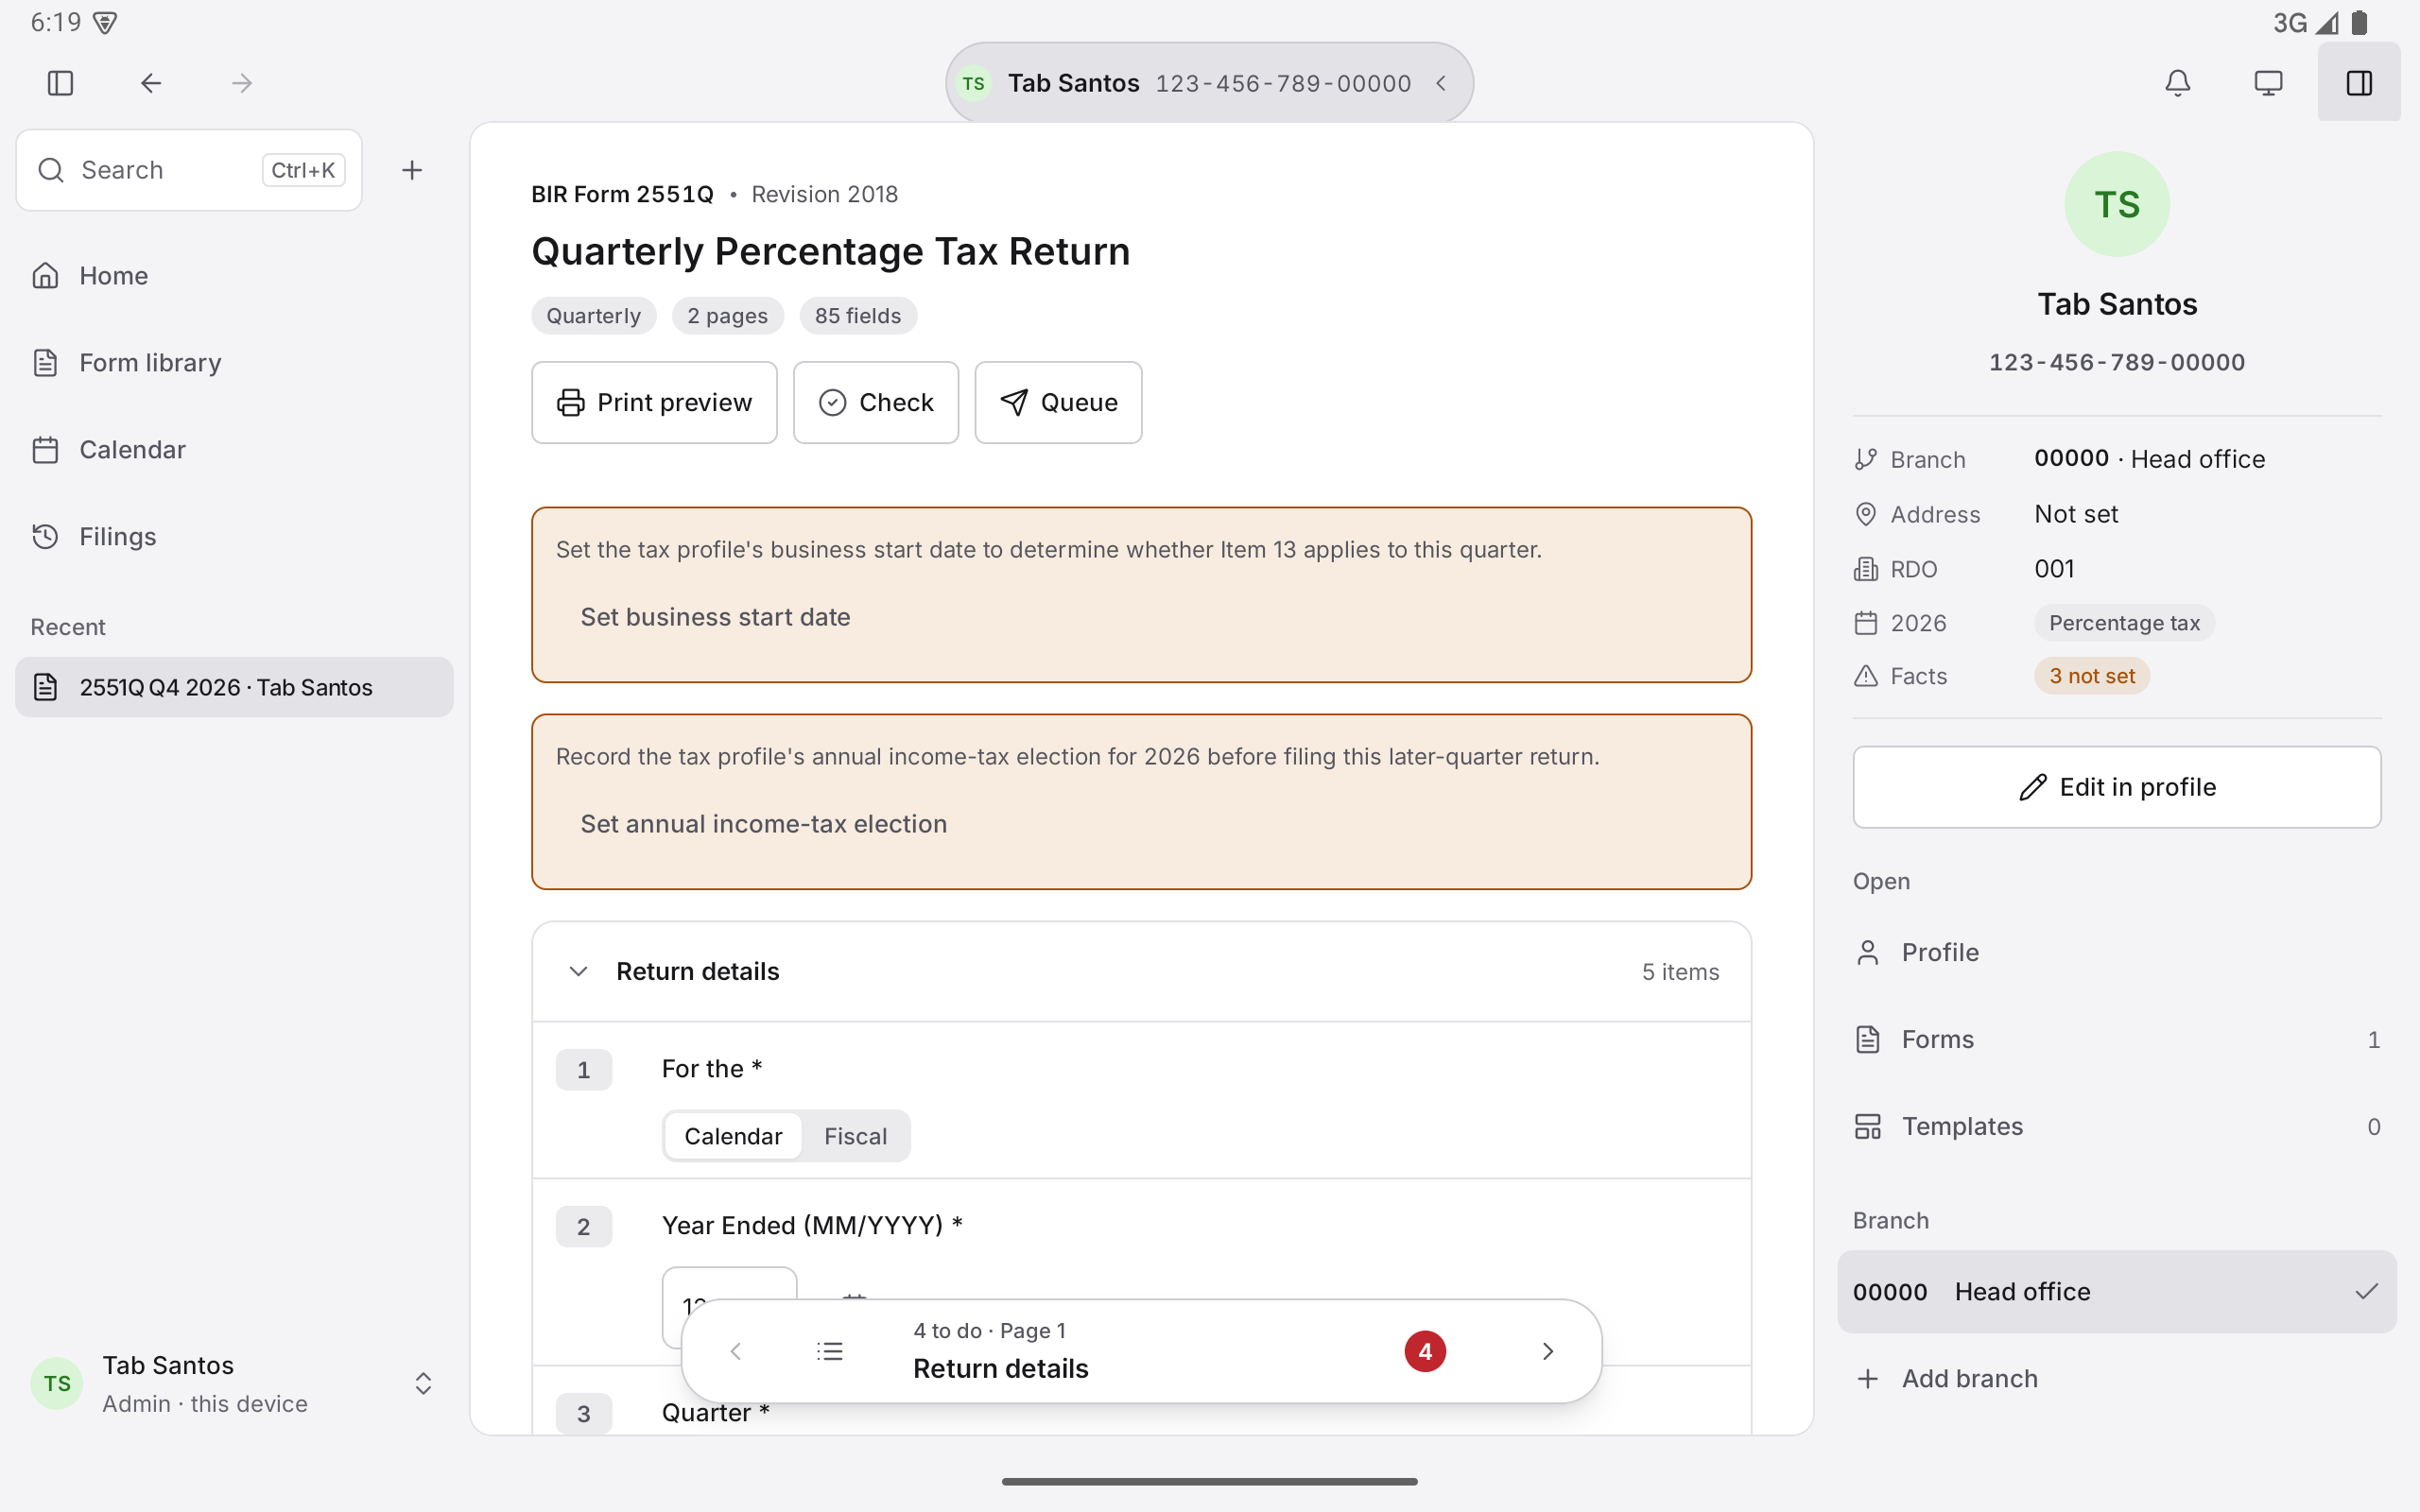 6:19
3G
TS Tab Santos 123-456-789-00000
Search Ctrl+K
Home
Form library
Calendar
Filings
Recent
2551Q Q4 2026 · Tab Santos
TS Tab Santos
Admin · this device
BIR Form 2551Q • Revision 2018
Quarterly Percentage Tax Return
Quarterly 2 pages 85 fields
Print preview Check Queue
Set the tax profile's business start date to determine whether Item 13 applies to this quarter.
Set business start date
Record the tax profile's annual income-tax election for 2026 before filing this later-quarter return.
Set annual income-tax election
Return details 5 items
1 For the *
Calendar Fiscal
2 Year Ended (MM/YYYY) *
3 Quarter *
4 to do · Page 1
Return details
4
TS
Tab Santos
123-456-789-00000
Branch 00000 · Head office
Address Not set
RDO 001
2026 Percentage tax
Facts 3 not set
Edit in profile
Open
Profile
Forms 1
Templates 0
Branch
00000 Head office
Add branch